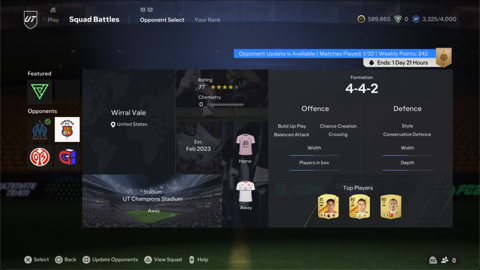 UT
Play
Squad Battles
Opponent Select
Your Rank
589,865
0
3,325/4,000
Opponent Update is Available | Matches Played: 1/32 | Weekly Points: 242
Ends: 1 Day 21 Hours
Featured
Opponents
Wirral Vale
United States
Rating
77
Chemistry
0
Est.
Feb 2023
Home
Away
Stadium
UT Champions Stadium
Away
Formation
4-4-2
Offence
Defence
Build Up Play
Balanced Attack
Chance Creation
Crossing
Width
Players in box
Style
Conservative Defence
Width
Depth
Top Players
Select
Back
Update Opponents
View Squad
Help
0